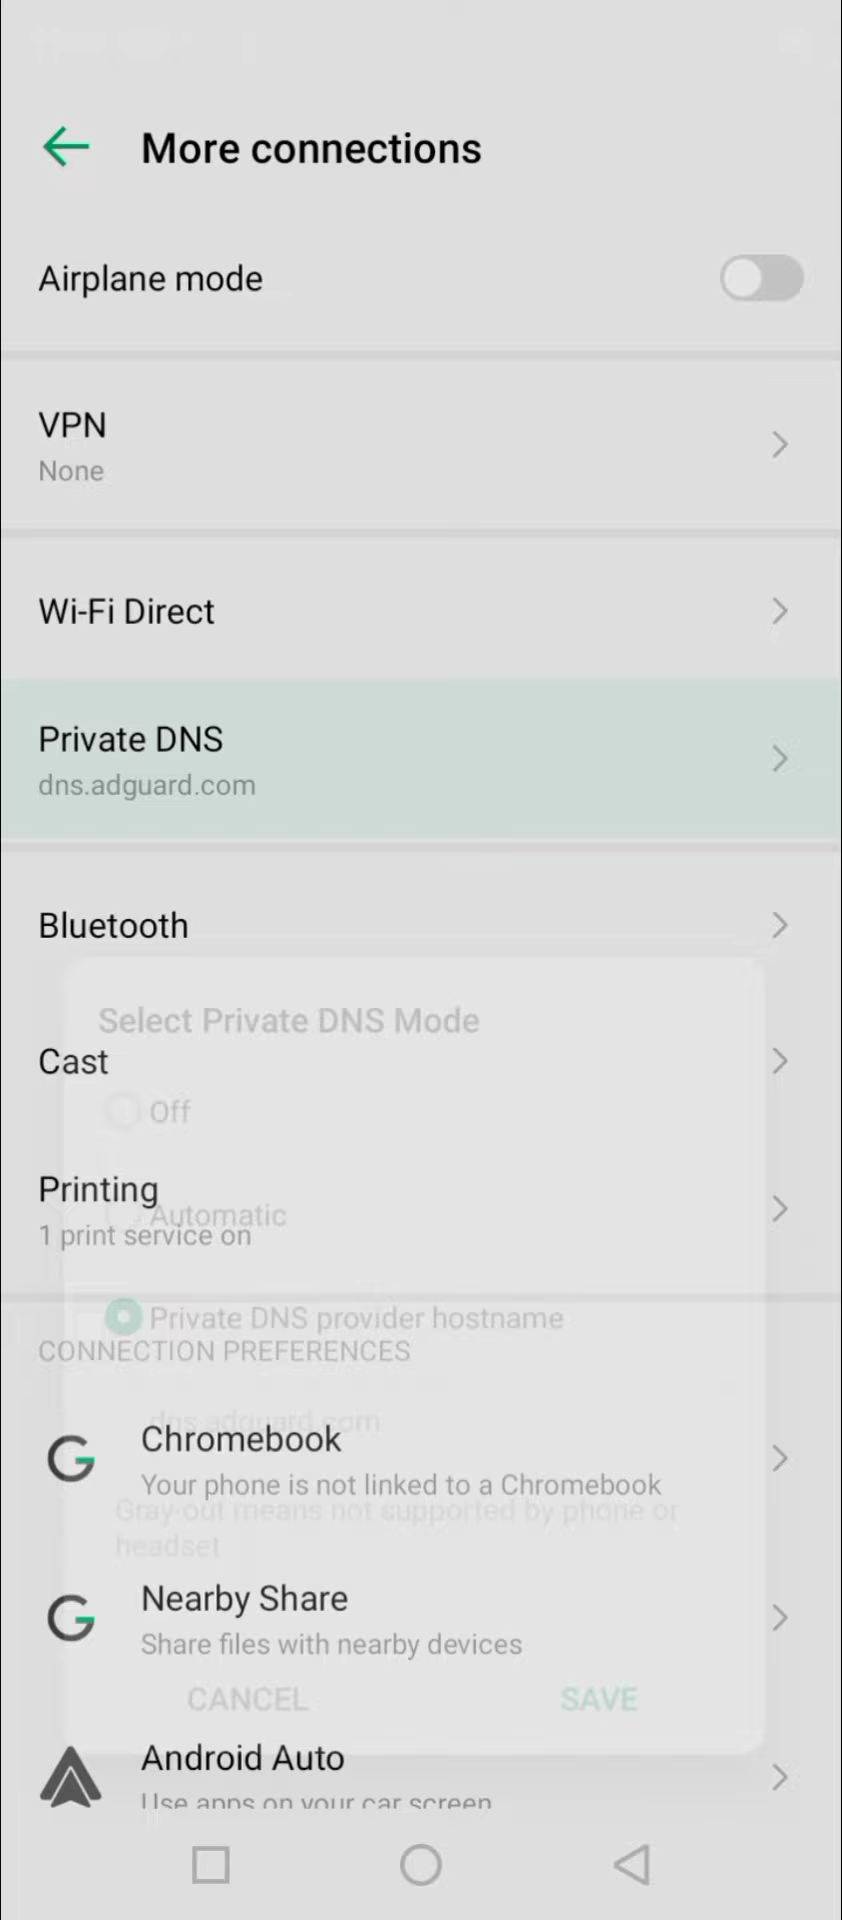 More connections
Airplane mode
VPN
None
Wi-Fi Direct
Private DNS
dns.adguard.com
Bluetooth
Select Private DNS Mode
Cast
Off
Printing
Automatic
1 print service on
Private DNS provider hostname
CONNECTION PREFERENCES
dns.adguard.com
Chromebook
Your phone is not linked to a Chromebook
Gray-out means not supported by phone or
headset
Nearby Share
Share files with nearby devices
CANCEL
SAVE
Android Auto
Use apps on your car screen